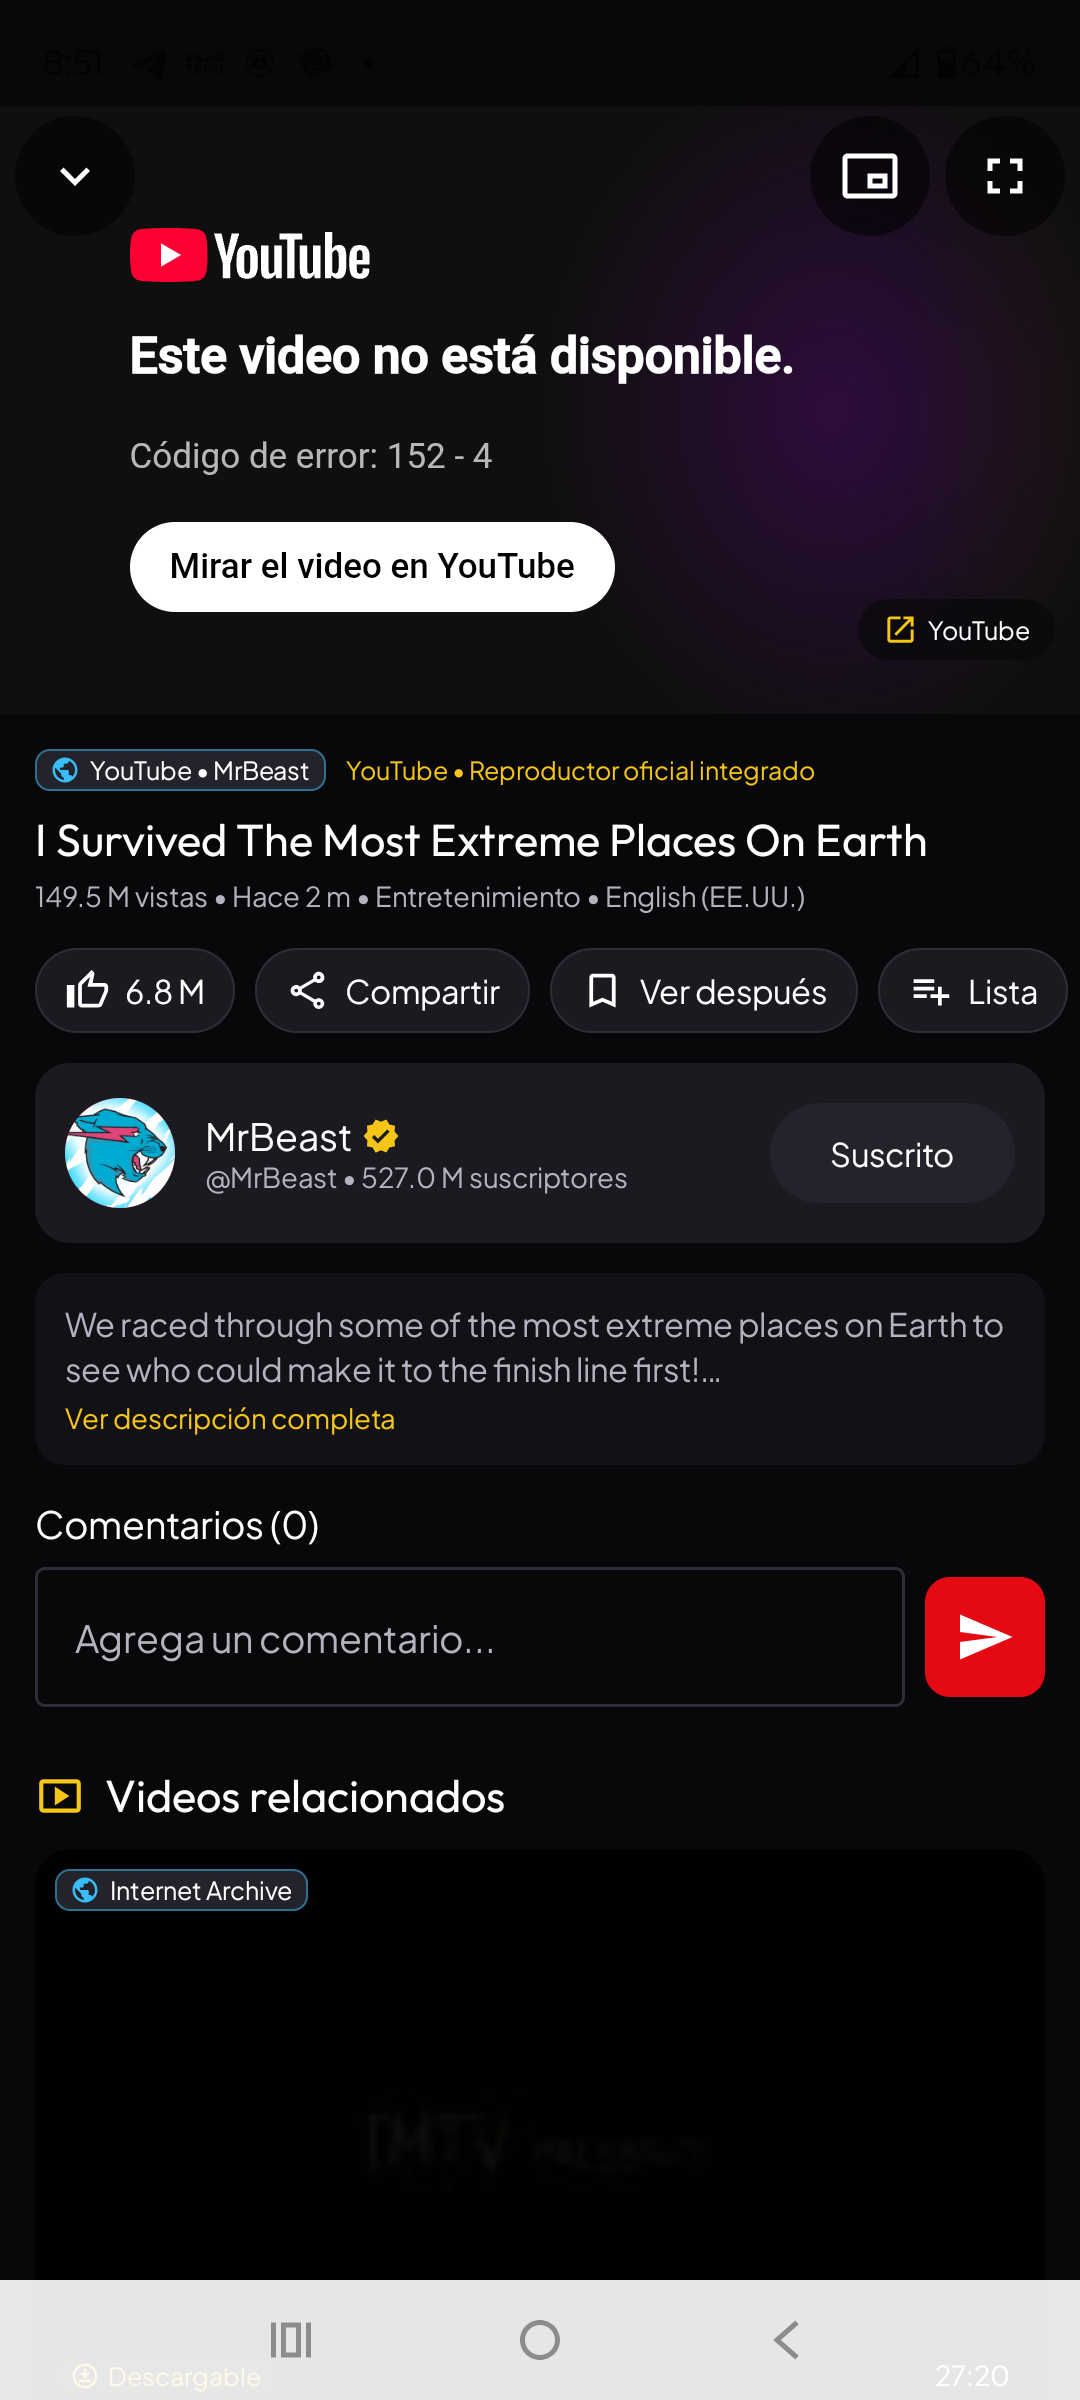 8:51
64%
YouTube
Este video no está disponible.
Código de error: 152 - 4
Mirar el video en YouTube
YouTube
YouTube • MrBeast YouTube • Reproductor oficial integrado
I Survived The Most Extreme Places On Earth
149.5 M vistas • Hace 2 m • Entretenimiento • English (EE.UU.)
6.8 M Compartir Ver después Lista
MrBeast
@MrBeast • 527.0 M suscriptores
Suscrito
We raced through some of the most extreme places on Earth to
see who could make it to the finish line first!...
Ver descripción completa
Comentarios (0)
Agrega un comentario...
Videos relacionados
Internet Archive
Descargable
27:20